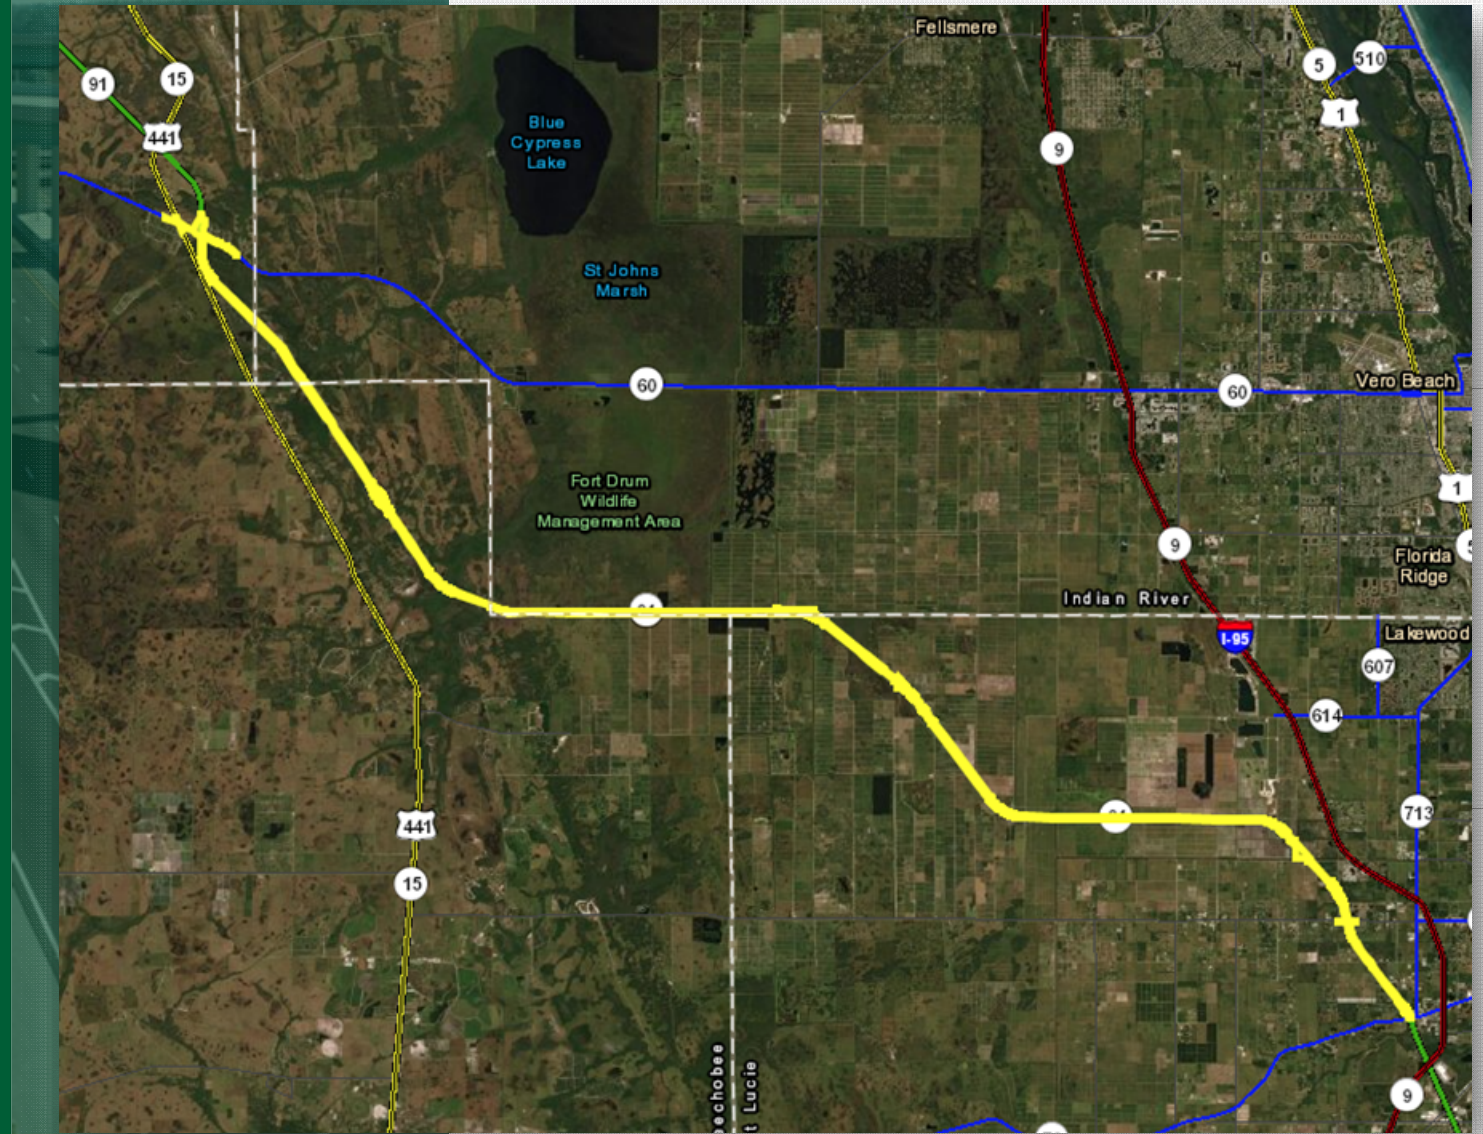 Fellsmere
5
510
91
15
1
441
Blue
Cypress
Lake
9
St Johns
Marsh
60
60
Vero Beach
Fort Drum
Wildlife
Management Area
1
9
Florida
Ridge
Indian River
I-95
Lakewood
607
614
713
441
15
9